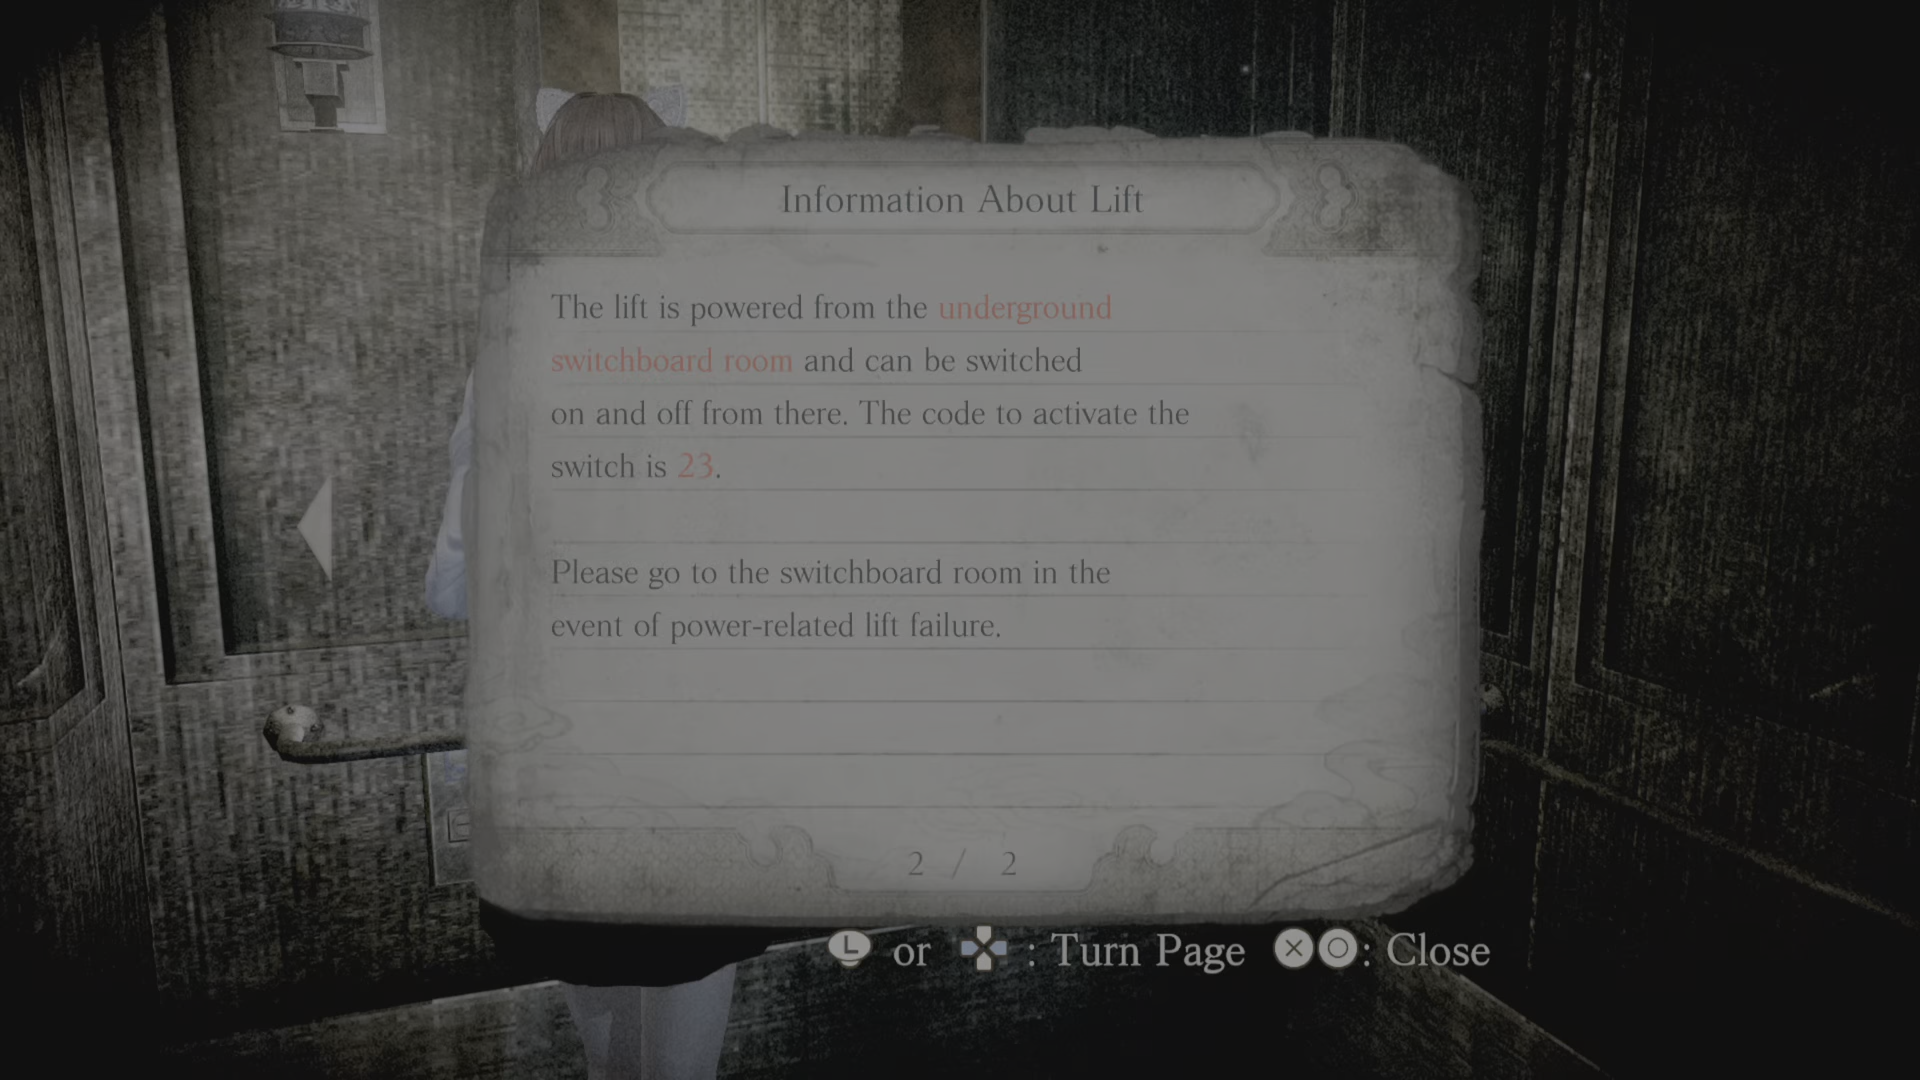 Information About Lift
The lift is powered from the underground
switchboard room and can be switched
on and off from there. The code to activate the
switch is 23.
Please go to the switchboard room in the
event of power-related lift failure.
2 / 2
L or : Turn Page : Close